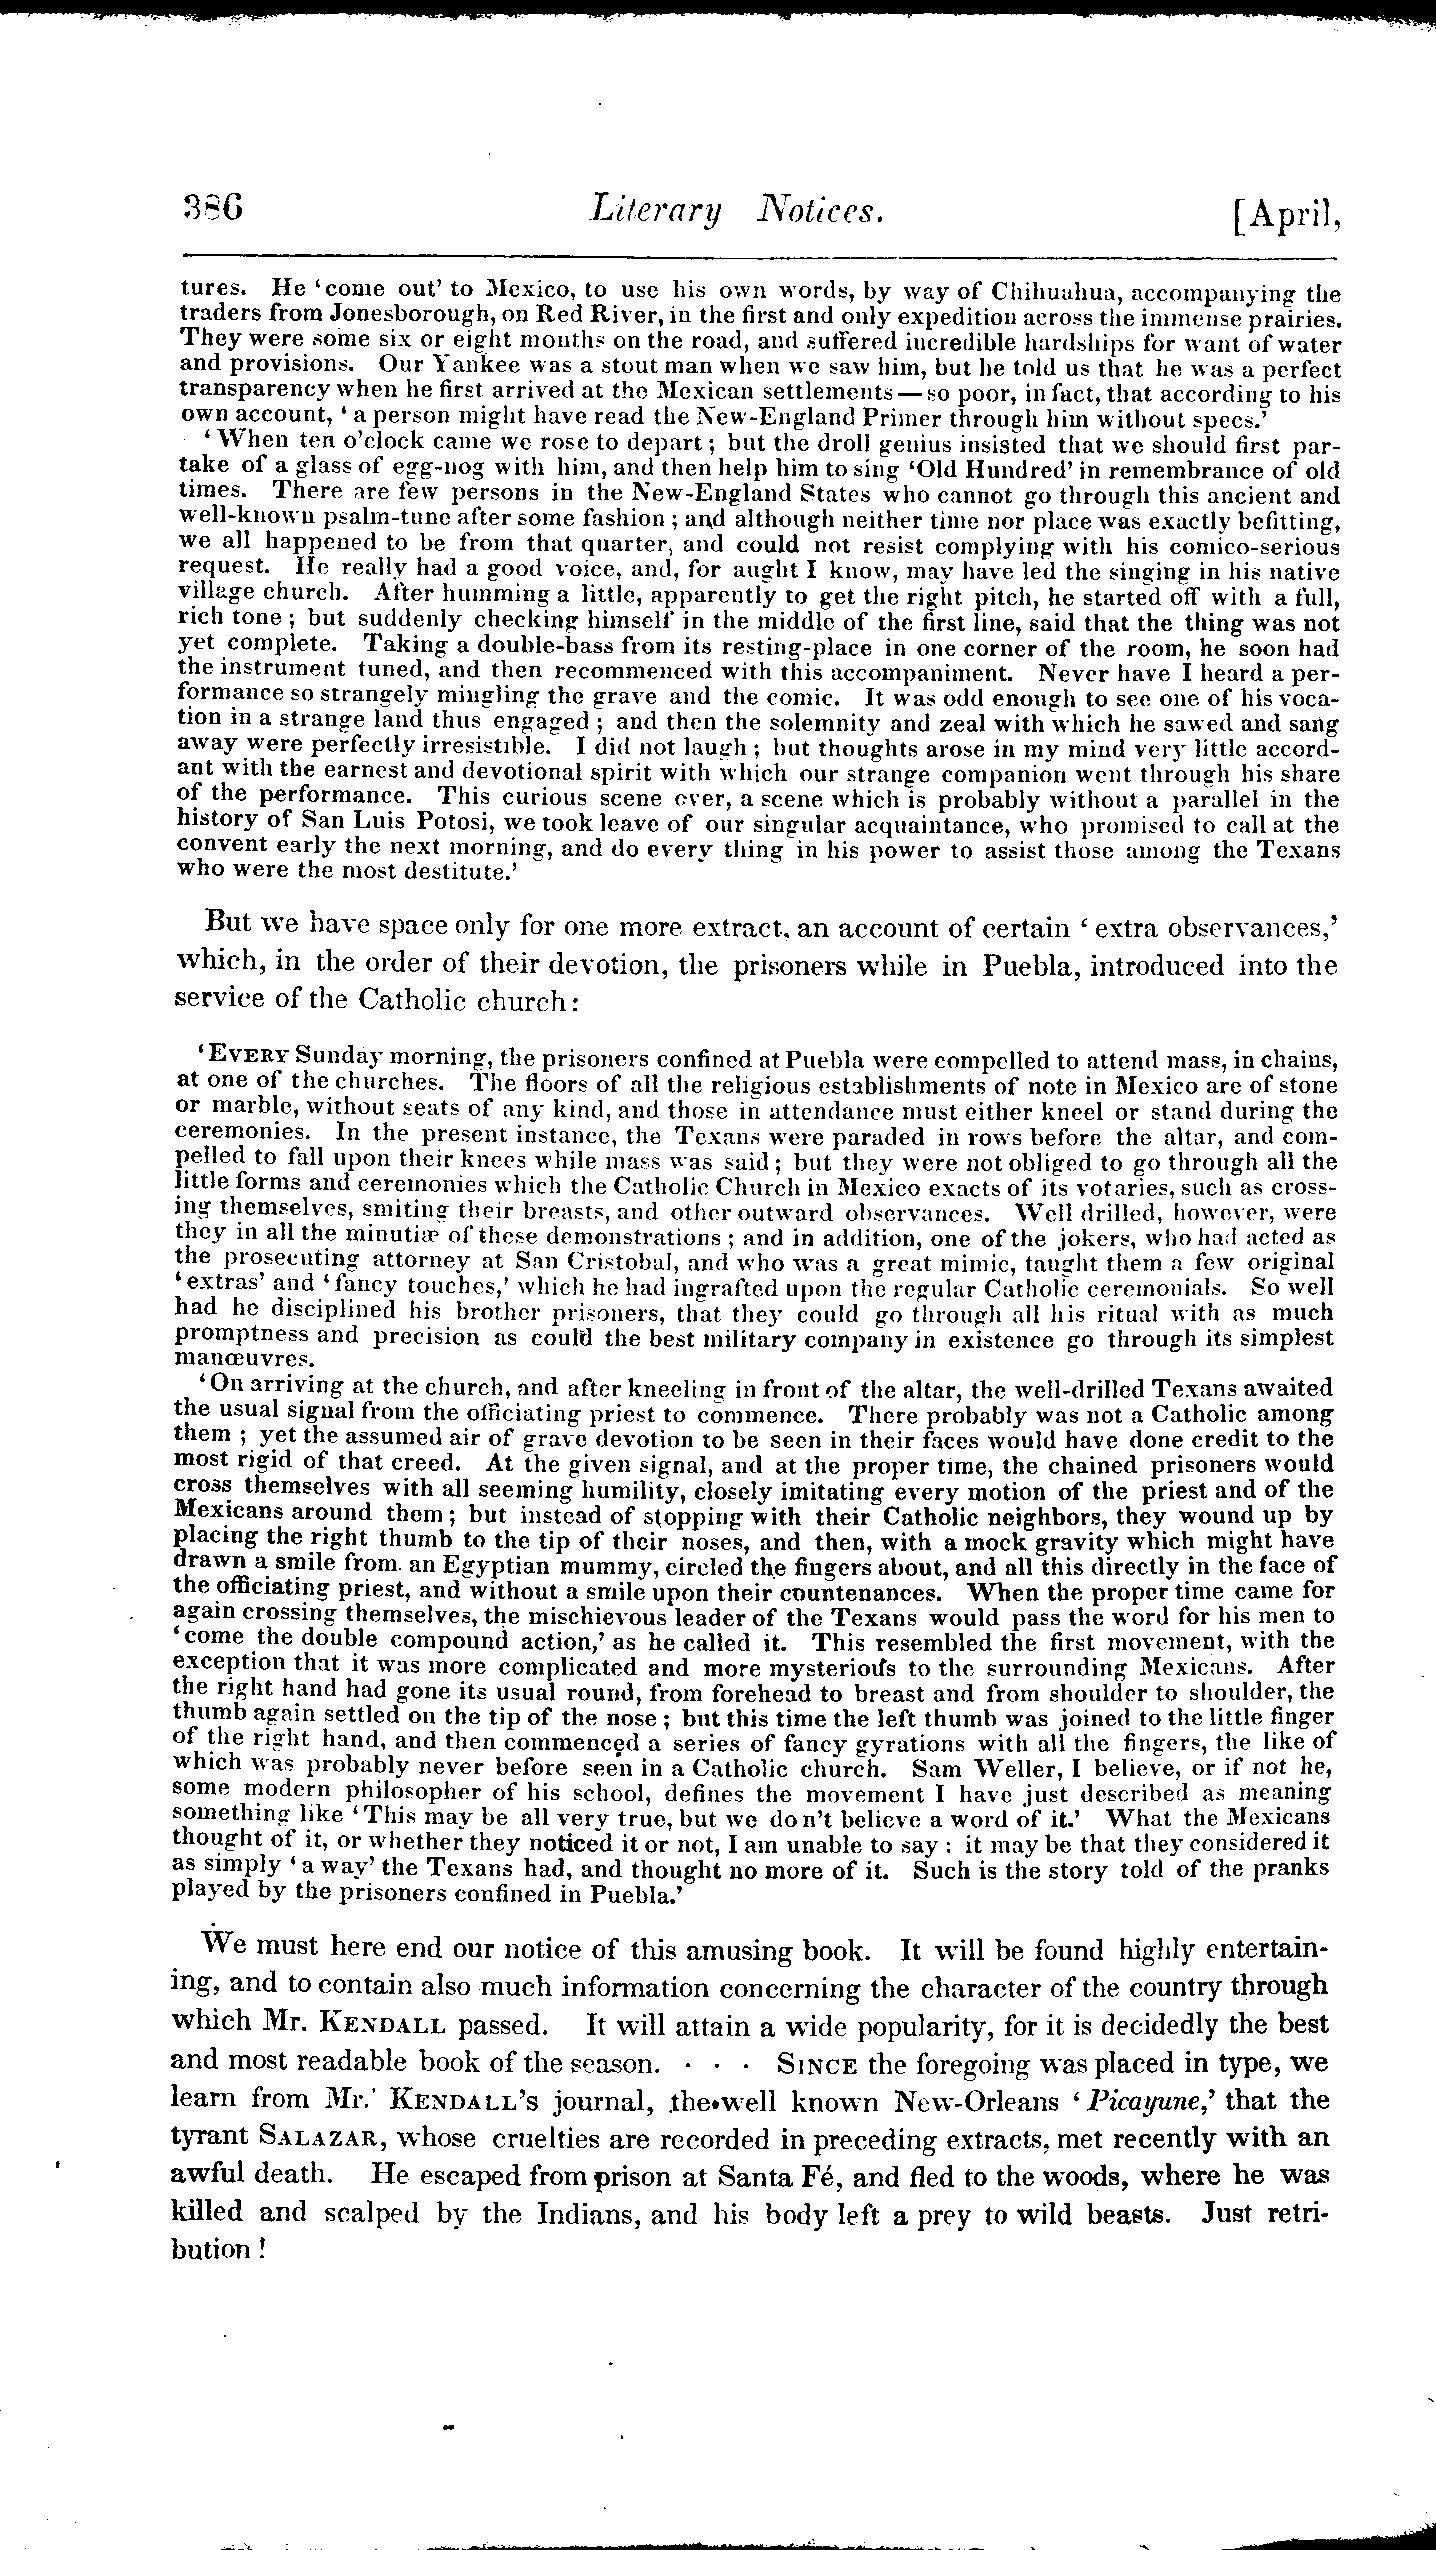 386 Literary Notices. [April,
tures. He 'come out' to Mexico, to use his own words, by way of Chihuahua, accompanying the
traders from Jonesborough, on Red River, in the first and only expedition across the immense prairies.
They were some six or eight months on the road, and suffered incredible hardships for want of water
and provisions. Our Yankee was a stout man when we saw him, but he told us that he was a perfect
transparency when he first arrived at the Mexican settlements — so poor, in fact, that according to his
own account, 'a person might have read the New-England Primer through him without specs.'
'When ten o'clock came we rose to depart; but the droll genius insisted that we should first par-
take of a glass of egg-nog with him, and then help him to sing 'Old Hundred' in remembrance of old
times. There are few persons in the New-England States who cannot go through this ancient and
well-known psalm-tune after some fashion; and although neither time nor place was exactly befitting,
we all happened to be from that quarter, and could not resist complying with his comico-serious
request. He really had a good voice, and, for aught I know, may have led the singing in his native
village church. After humming a little, apparently to get the right pitch, he started off with a full,
rich tone; but suddenly checking himself in the middle of the first line, said that the thing was not
yet complete. Taking a double-bass from its resting-place in one corner of the room, he soon had
the instrument tuned, and then recommenced with this accompaniment. Never have I heard a per-
formance so strangely mingling the grave and the comic. It was odd enough to see one of his voca-
tion in a strange land thus engaged; and then the solemnity and zeal with which he sawed and sang
away were perfectly irresistible. I did not laugh; but thoughts arose in my mind very little accord-
ant with the earnest and devotional spirit with which our strange companion went through his share
of the performance. This curious scene over, a scene which is probably without a parallel in the
history of San Luis Potosi, we took leave of our singular acquaintance, who promised to call at the
convent early the next morning, and do every thing in his power to assist those among the Texans
who were the most destitute.'
But we have space only for one more extract, an account of certain 'extra observances,'
which, in the order of their devotion, the prisoners while in Puebla, introduced into the
service of the Catholic church:
'EVERY Sunday morning, the prisoners confined at Puebla were compelled to attend mass, in chains,
at one of the churches. The floors of all the religious establishments of note in Mexico are of stone
or marble, without seats of any kind, and those in attendance must either kneel or stand during the
ceremonies. In the present instance, the Texans were paraded in rows before the altar, and com-
pelled to fall upon their knees while mass was said; but they were not obliged to go through all the
little forms and ceremonies which the Catholic Church in Mexico exacts of its votaries, such as cross-
ing themselves, smiting their breasts, and other outward observances. Well drilled, however, were
they in all the minutiæ of these demonstrations; and in addition, one of the jokers, who had acted as
the prosecuting attorney at San Cristobal, and who was a great mimic, taught them a few original
'extras' and 'fancy touches,' which he had ingrafted upon the regular Catholic ceremonials. So well
had he disciplined his brother prisoners, that they could go through all his ritual with as much
promptness and precision as could the best military company in existence go through its simplest
manœuvres.
'On arriving at the church, and after kneeling in front of the altar, the well-drilled Texans awaited
the usual signal from the officiating priest to commence. There probably was not a Catholic among
them; yet the assumed air of grave devotion to be seen in their faces would have done credit to the
most rigid of that creed. At the given signal, and at the proper time, the chained prisoners would
cross themselves with all seeming humility, closely imitating every motion of the priest and of the
Mexicans around them; but instead of stopping with their Catholic neighbors, they wound up by
placing the right thumb to the tip of their noses, and then, with a mock gravity which might have
drawn a smile from an Egyptian mummy, circled the fingers about, and all this directly in the face of
the officiating priest, and without a smile upon their countenances. When the proper time came for
again crossing themselves, the mischievous leader of the Texans would pass the word for his men to
'come the double compound action,' as he called it. This resembled the first movement, with the
exception that it was more complicated and more mysterious to the surrounding Mexicans. After
the right hand had gone its usual round, from forehead to breast and from shoulder to shoulder, the
thumb again settled on the tip of the nose; but this time the left thumb was joined to the little finger
of the right hand, and then commenced a series of fancy gyrations with all the fingers, the like of
which was probably never before seen in a Catholic church. Sam Weller, I believe, or if not he,
some modern philosopher of his school, defines the movement I have just described as meaning
something like 'This may be all very true, but we don't believe a word of it.' What the Mexicans
thought of it, or whether they noticed it or not, I am unable to say: it may be that they considered it
as simply 'a way' the Texans had, and thought no more of it. Such is the story told of the pranks
played by the prisoners confined in Puebla.'
We must here end our notice of this amusing book. It will be found highly entertain-
ing, and to contain also much information concerning the character of the country through
which Mr. KENDALL passed. It will attain a wide popularity, for it is decidedly the best
and most readable book of the season. · · · SINCE the foregoing was placed in type, we
learn from Mr. KENDALL'S journal, the well known New-Orleans 'Picayune,' that the
tyrant SALAZAR, whose cruelties are recorded in preceding extracts, met recently with an
awful death. He escaped from prison at Santa Fé, and fled to the woods, where he was
killed and scalped by the Indians, and his body left a prey to wild beasts. Just retri-
bution!